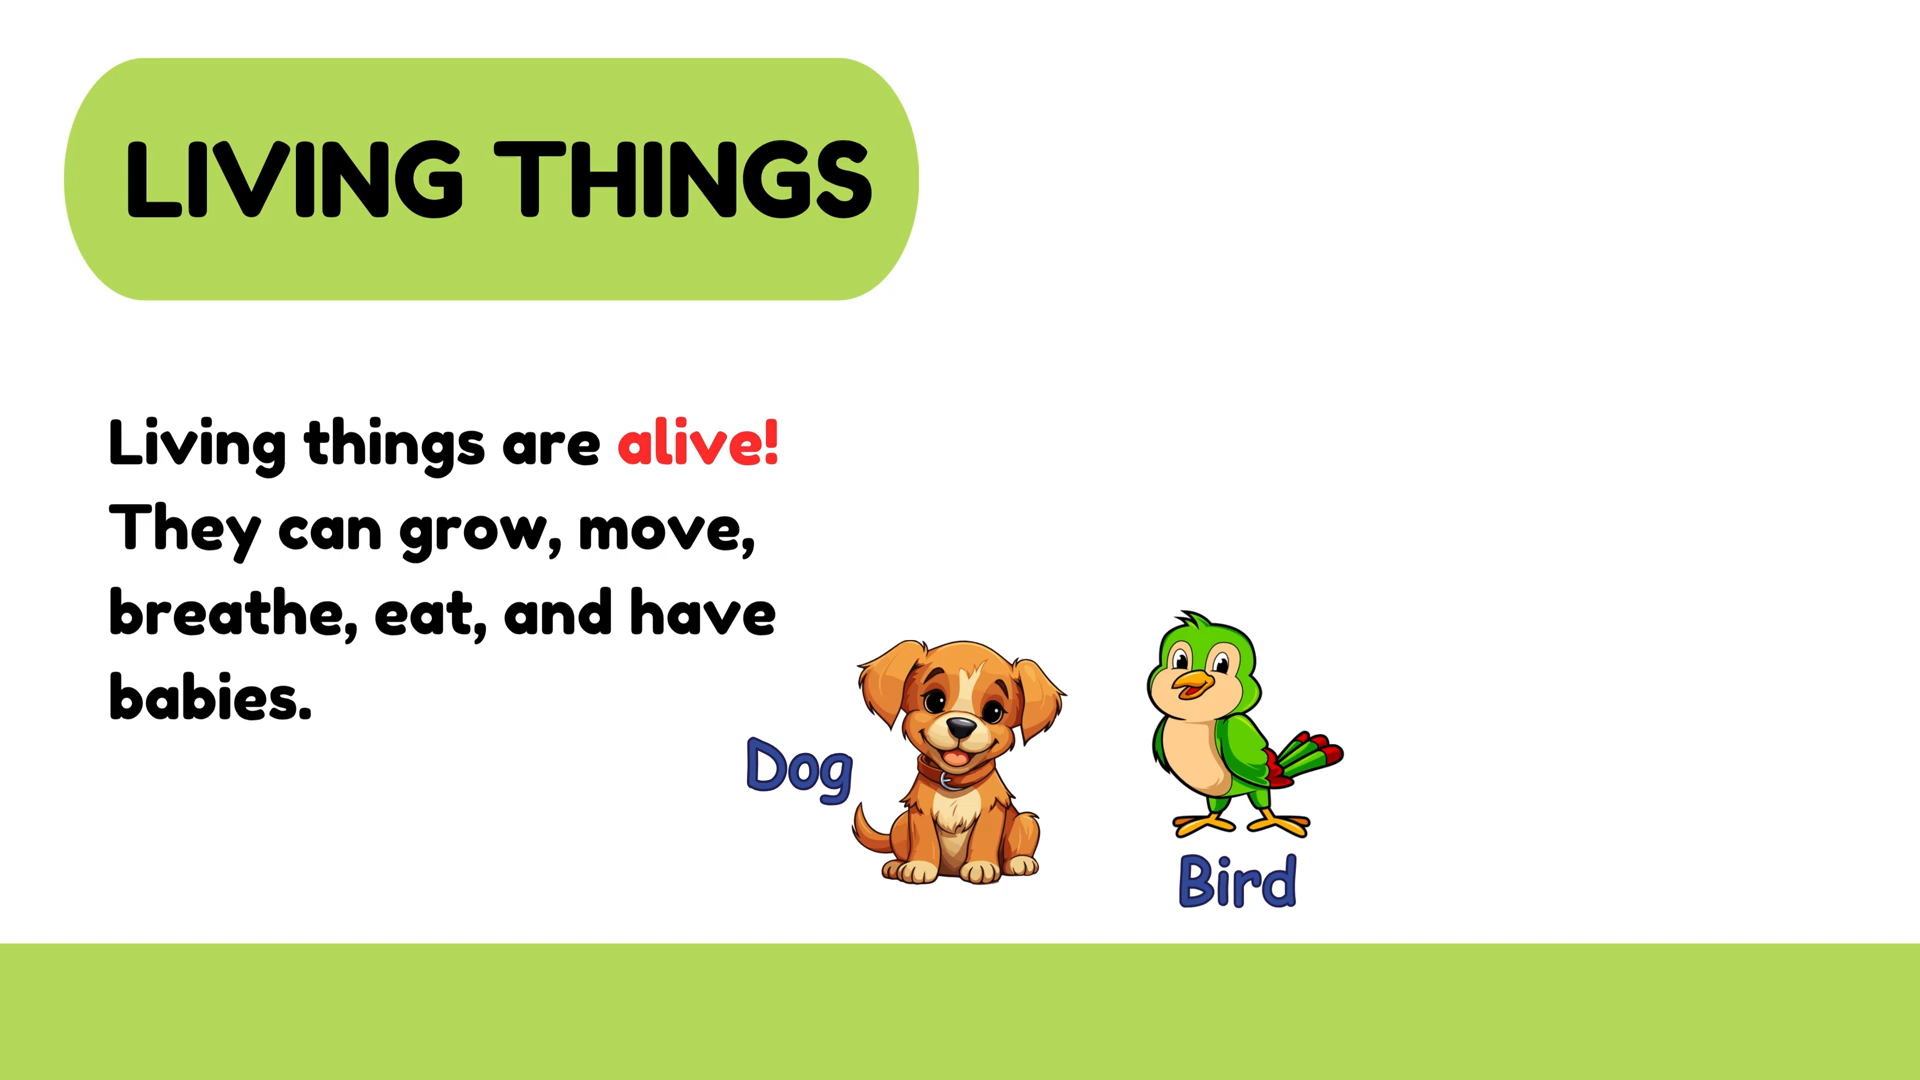 LIVING THINGS
Living things are alive!
They can grow, move,
breathe, eat, and have
babies.
Dog
Bird